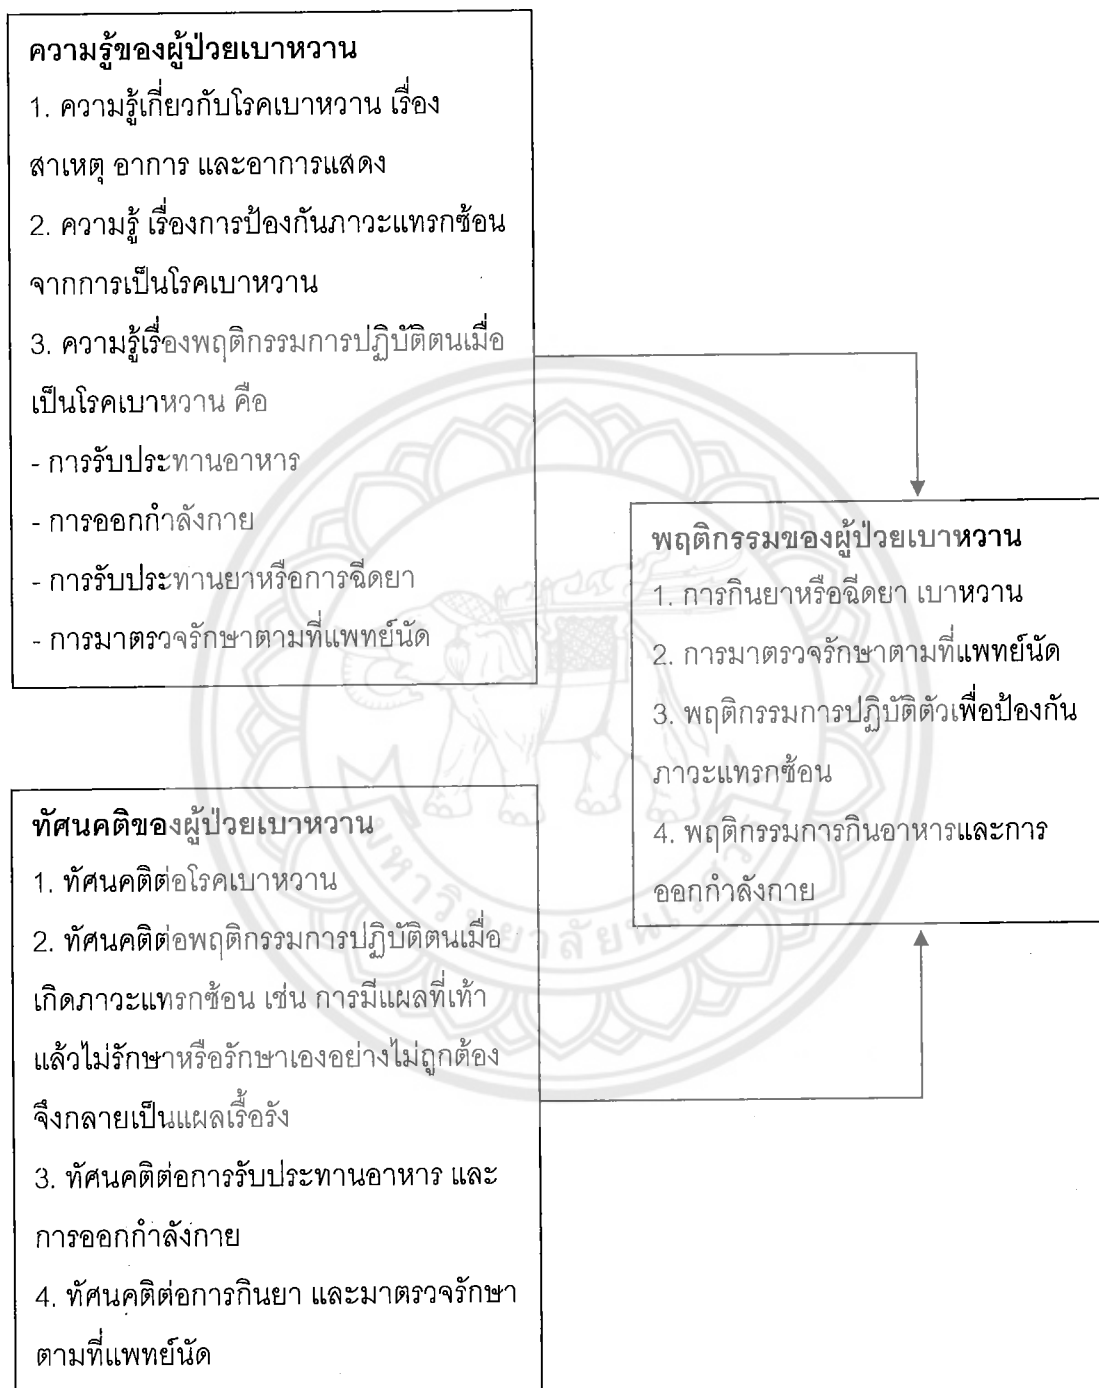 ความรู้ของผู้ป่วยเบาหวาน
1. ความรู้เกี่ยวกับโรคเบาหวาน เรื่อง
สาเหตุ อาการ และอาการแสดง
2. ความรู้ เรื่องการป้องกันภาวะแทรกซ้อน
จากการเป็นโรคเบาหวาน
3. ความรู้เรื่องพฤติกรรมการปฏิบัติตนเมื่อ
เป็นโรคเบาหวาน คือ
- การรับประทานอาหาร
- การออกกำลังกาย
- การรับประทานยาหรือการฉีดยา
- การมาตรวจรักษาตามที่แพทย์นัด
พฤติกรรมของผู้ป่วยเบาหวาน
1. การกินยาหรือฉีดยา เบาหวาน
2. การมาตรวจรักษาตามที่แพทย์นัด
3. พฤติกรรมการปฏิบัติตัวเพื่อป้องกัน
ภาวะแทรกซ้อน
4. พฤติกรรมการกินอาหารและการ
ออกกำลังกาย
ทัศนคติของผู้ป่วยเบาหวาน
1. ทัศนคติต่อโรคเบาหวาน
2. ทัศนคติต่อพฤติกรรมการปฏิบัติตนเมื่อ
เกิดภาวะแทรกซ้อน เช่น การมีแผลที่เท้า
แล้วไม่รักษาหรือรักษาเองอย่างไม่ถูกต้อง
จึงกลายเป็นแผลเรื้อรัง
3. ทัศนคติต่อการรับประทานอาหาร และ
การออกกำลังกาย
4. ทัศนคติต่อการกินยา และมาตรวจรักษา
ตามที่แพทย์นัด
มหาวิทยาลัยนเรศวร